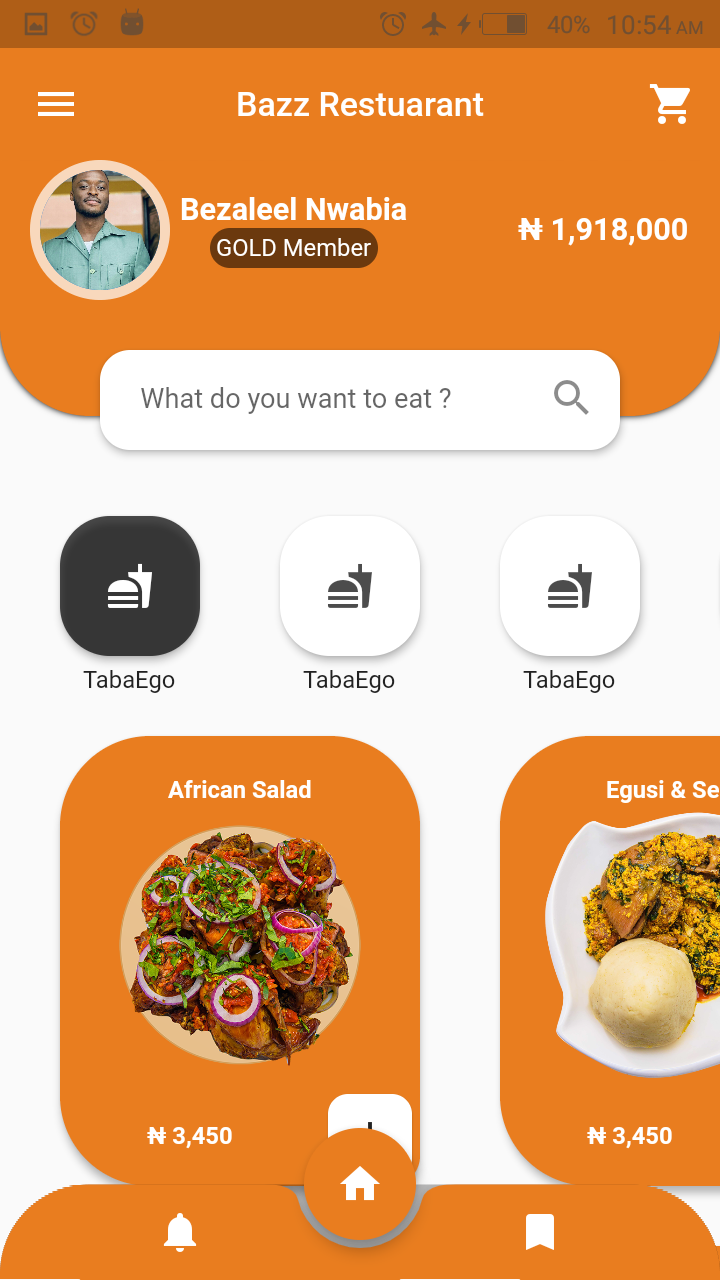 40% 10:54 AM
Bazz Restuarant
Bezaleel Nwabia
GOLD Member
₦ 1,918,000
What do you want to eat ?
TabaEgo TabaEgo TabaEgo
African Salad
Egusi & Se
₦ 3,450
₦ 3,450